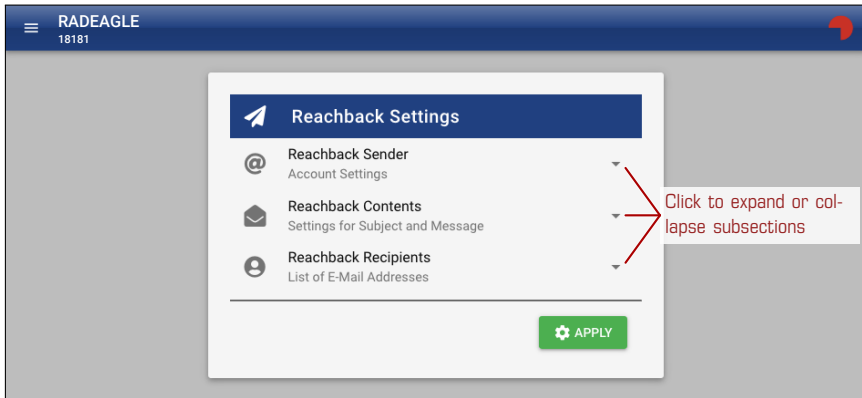 RADEAGLE
18181
Reachback Settings
Reachback Sender
Account Settings
Reachback Contents
Settings for Subject and Message
Reachback Recipients
List of E-Mail Addresses
Click to expand or col-
lapse subsections
APPLY